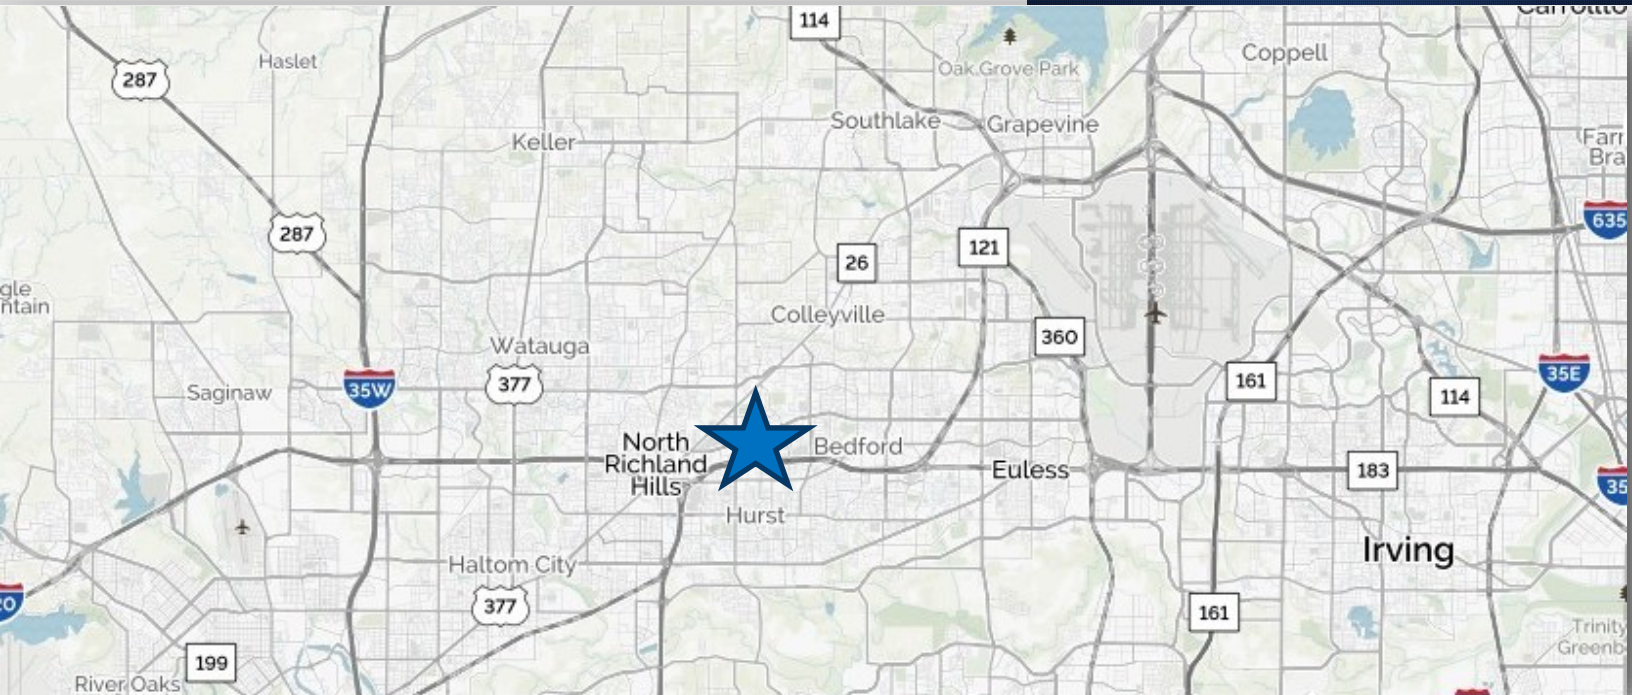 114
Coppell
287
Haslet
Oak Grove Park
Southlake
Grapevine
Keller
635
287
26
121
Colleyville
360
Watauga
377
35W
Saginaw
161
35E
114
North
Richland
Hills
Bedford
Euless
183
35
Hurst
Irving
Haltom City
377
161
199
River Oaks
Trinity